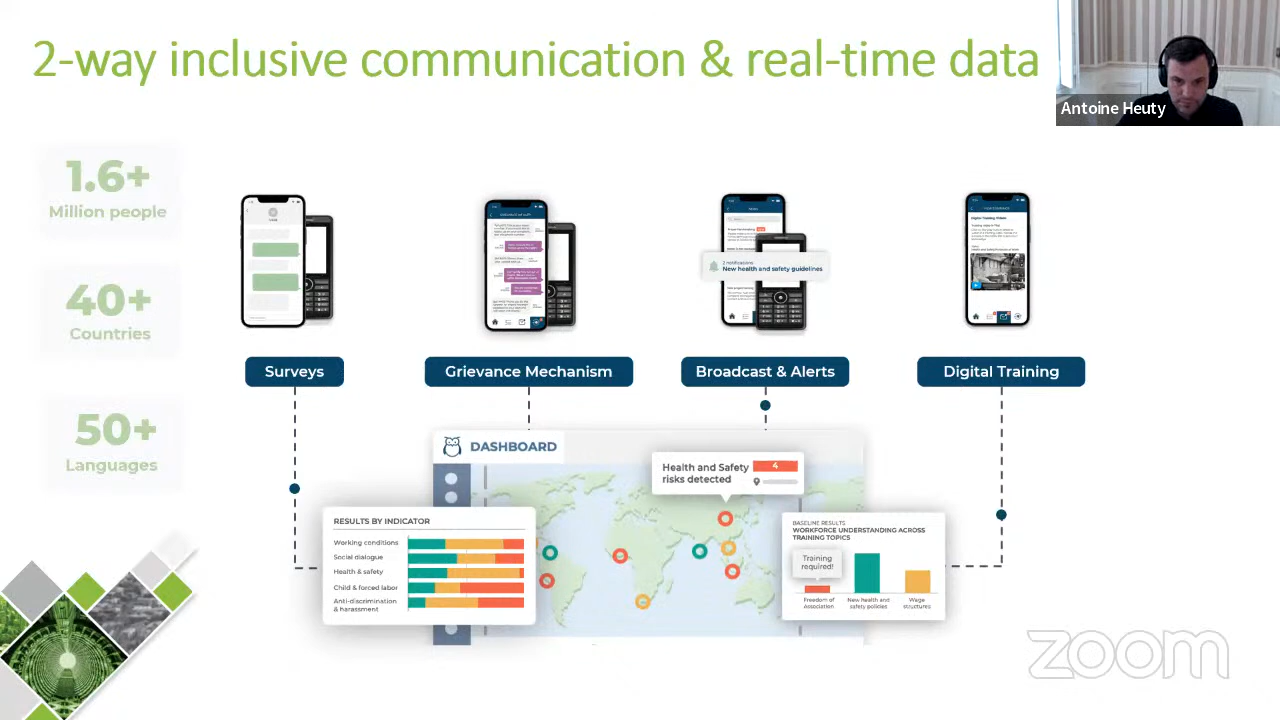 2-way inclusive communication & real-time data
Antoine Heuty
1.6+
Million people
40+
Countries
50+
Languages
2 notifications
New health and safety guidelines
Surveys
Grievance Mechanism
Broadcast & Alerts
Digital Training
DASHBOARD
Health and Safety
risks detected
4
RESULTS BY INDICATOR
Working conditions
Social dialogue
Health & safety
Child & forced labor
Anti-discrimination
& harassment
BASELINE RESULTS
WORKFORCE UNDERSTANDING ACROSS
TRAINING TOPICS
Training
required!
Freedom of
Association
New health and
safety policies
Wage
structures
zoom